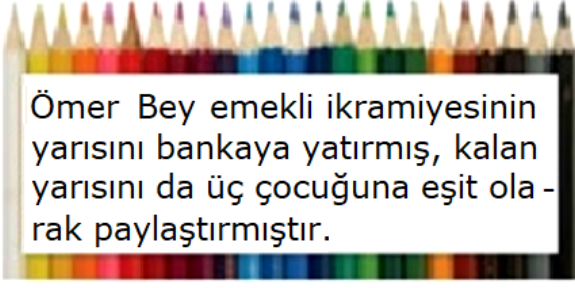 Ömer Bey emekli ikramiyesinin
yarısını bankaya yatırmış, kalan
yarısını da üç çocuğuna eşit ola -
rak paylaştırmıştır.